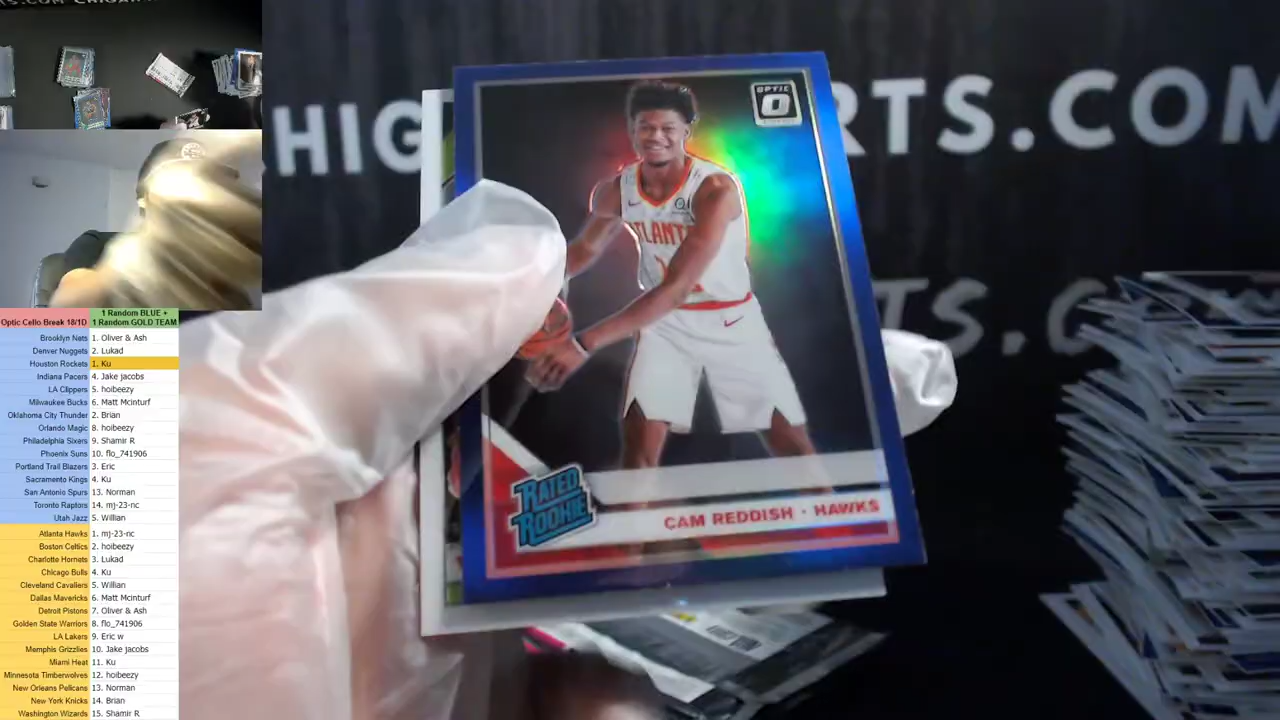 HIG
RTS.COM
TS.C
OPTIC
ATLANT
RATED
ROOKIE
CAM REDDISH · HAWKS
Optic Cello Break 18/1D
1 Random BLUE +
1 Random GOLD TEAM
Brooklyn Nets 1. Oliver & Ash
Denver Nuggets 2. Lukad
Houston Rockets 1. Ku
Indiana Pacers 4. Jake jacobs
LA Clippers 5. hoibeezy
Milwaukee Bucks 6. Matt Mcinturf
Oklahoma City Thunder 2. Brian
Orlando Magic 8. hoibeezy
Philadelphia Sixers 9. Shamir R
Phoenix Suns 10. flo_741906
Portland Trail Blazers 3. Eric
Sacramento Kings 4. Ku
San Antonio Spurs 13. Norman
Toronto Raptors 14. mj-23-nc
Utah Jazz 5. Willian
Atlanta Hawks 1. mj-23-nc
Boston Celtics 2. hoibeezy
Charlotte Hornets 3. Lukad
Chicago Bulls 4. Ku
Cleveland Cavaliers 5. Willian
Dallas Mavericks 6. Matt Mcinturf
Detroit Pistons 7. Oliver & Ash
Golden State Warriors 8. flo_741906
LA Lakers 9. Eric w
Memphis Grizzlies 10. Jake jacobs
Miami Heat 11. Ku
Minnesota Timberwolves 12. hoibeezy
New Orleans Pelicans 13. Norman
New York Knicks 14. Brian
Washington Wizards 15. Shamir R